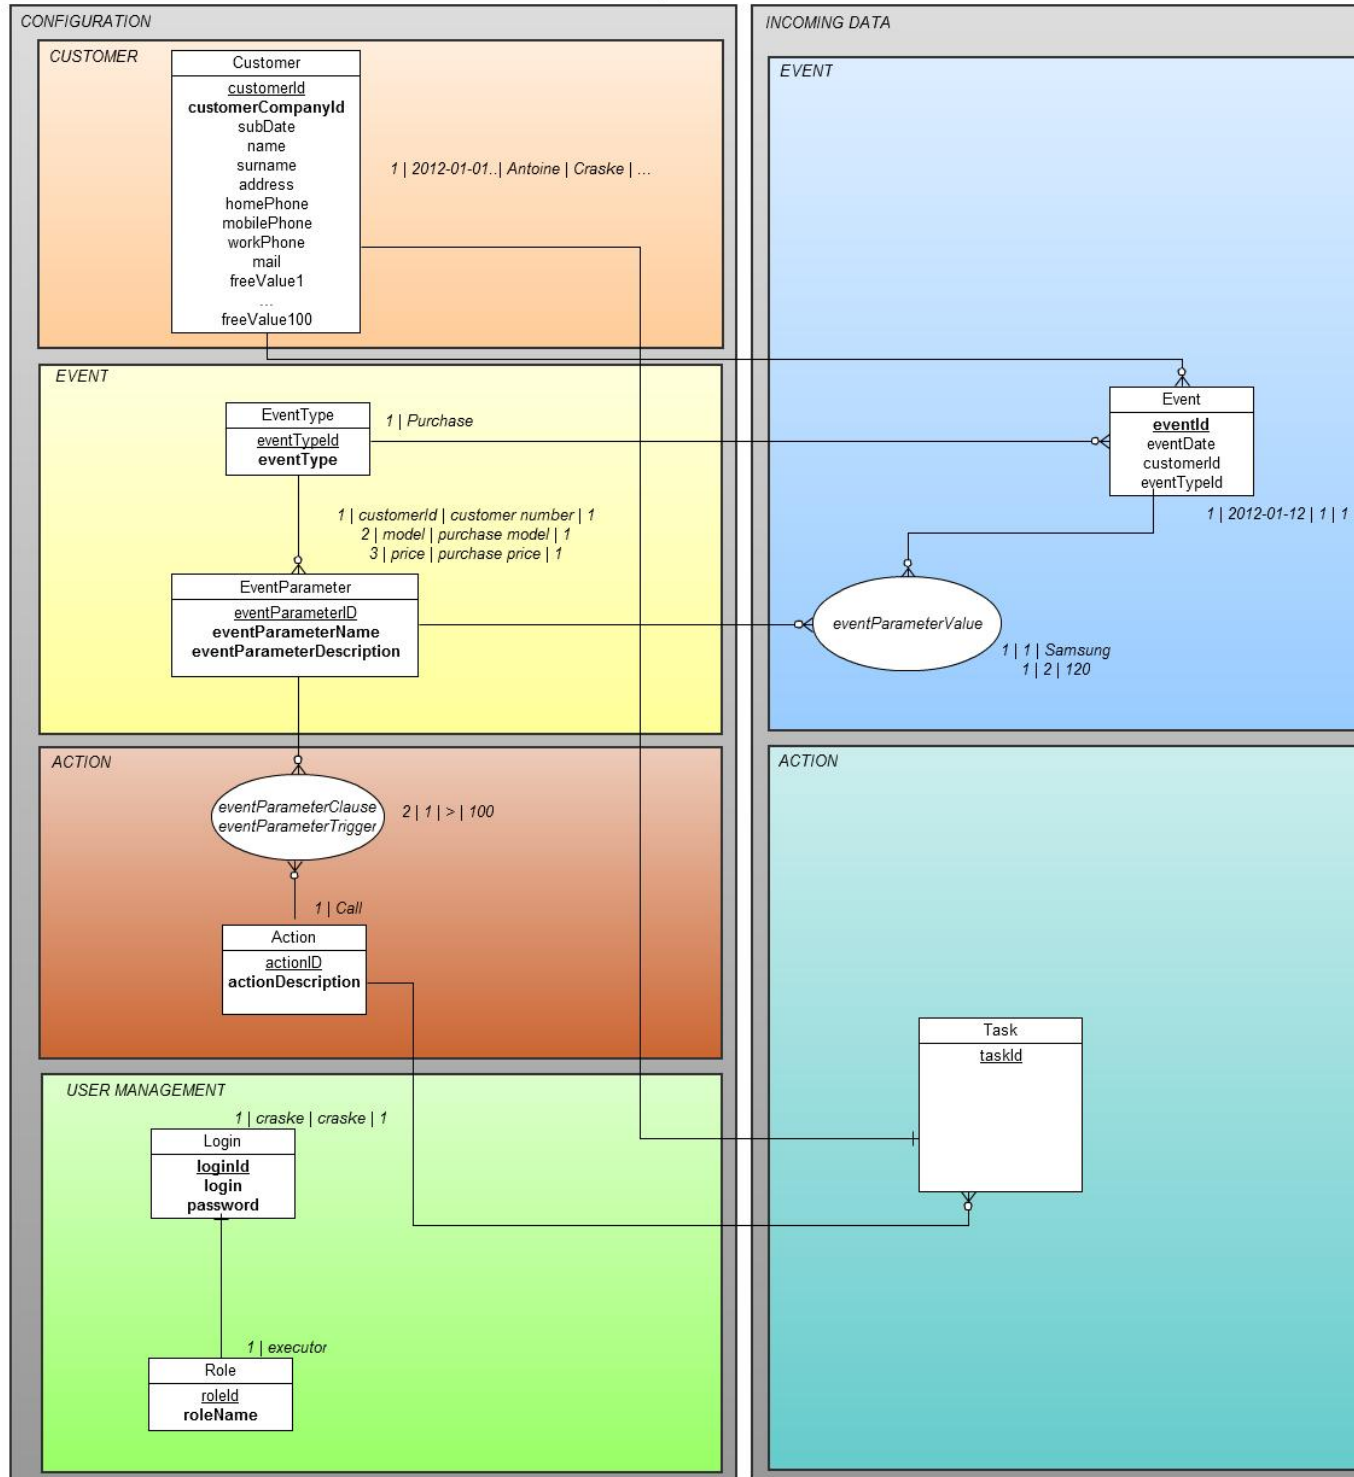 CONFIGURATION
CUSTOMER
Customer
customerId
customerCompanyId
subDate
name
surname
address
homePhone
mobilePhone
workPhone
mail
freeValue1
...
freeValue100
1 | 2012-01-01..| Antoine | Craske | ...
EVENT
EventType
eventTypeId
eventType
1 | Purchase
1 | customerId | customer number | 1
2 | model | purchase model | 1
3 | price | purchase price | 1
EventParameter
eventParameterID
eventParameterName
eventParameterDescription
ACTION
eventParameterClause
eventParameterTrigger
2 | 1 | > | 100
1 | Call
Action
actionID
actionDescription
USER MANAGEMENT
1 | craske | craske | 1
Login
loginId
login
password
1 | executor
Role
roleId
roleName
INCOMING DATA
EVENT
Event
eventId
eventDate
customerId
eventTypeId
1 | 2012-01-12 | 1 | 1
eventParameterValue
1 | 1 | Samsung
1 | 2 | 120
ACTION
Task
taskId